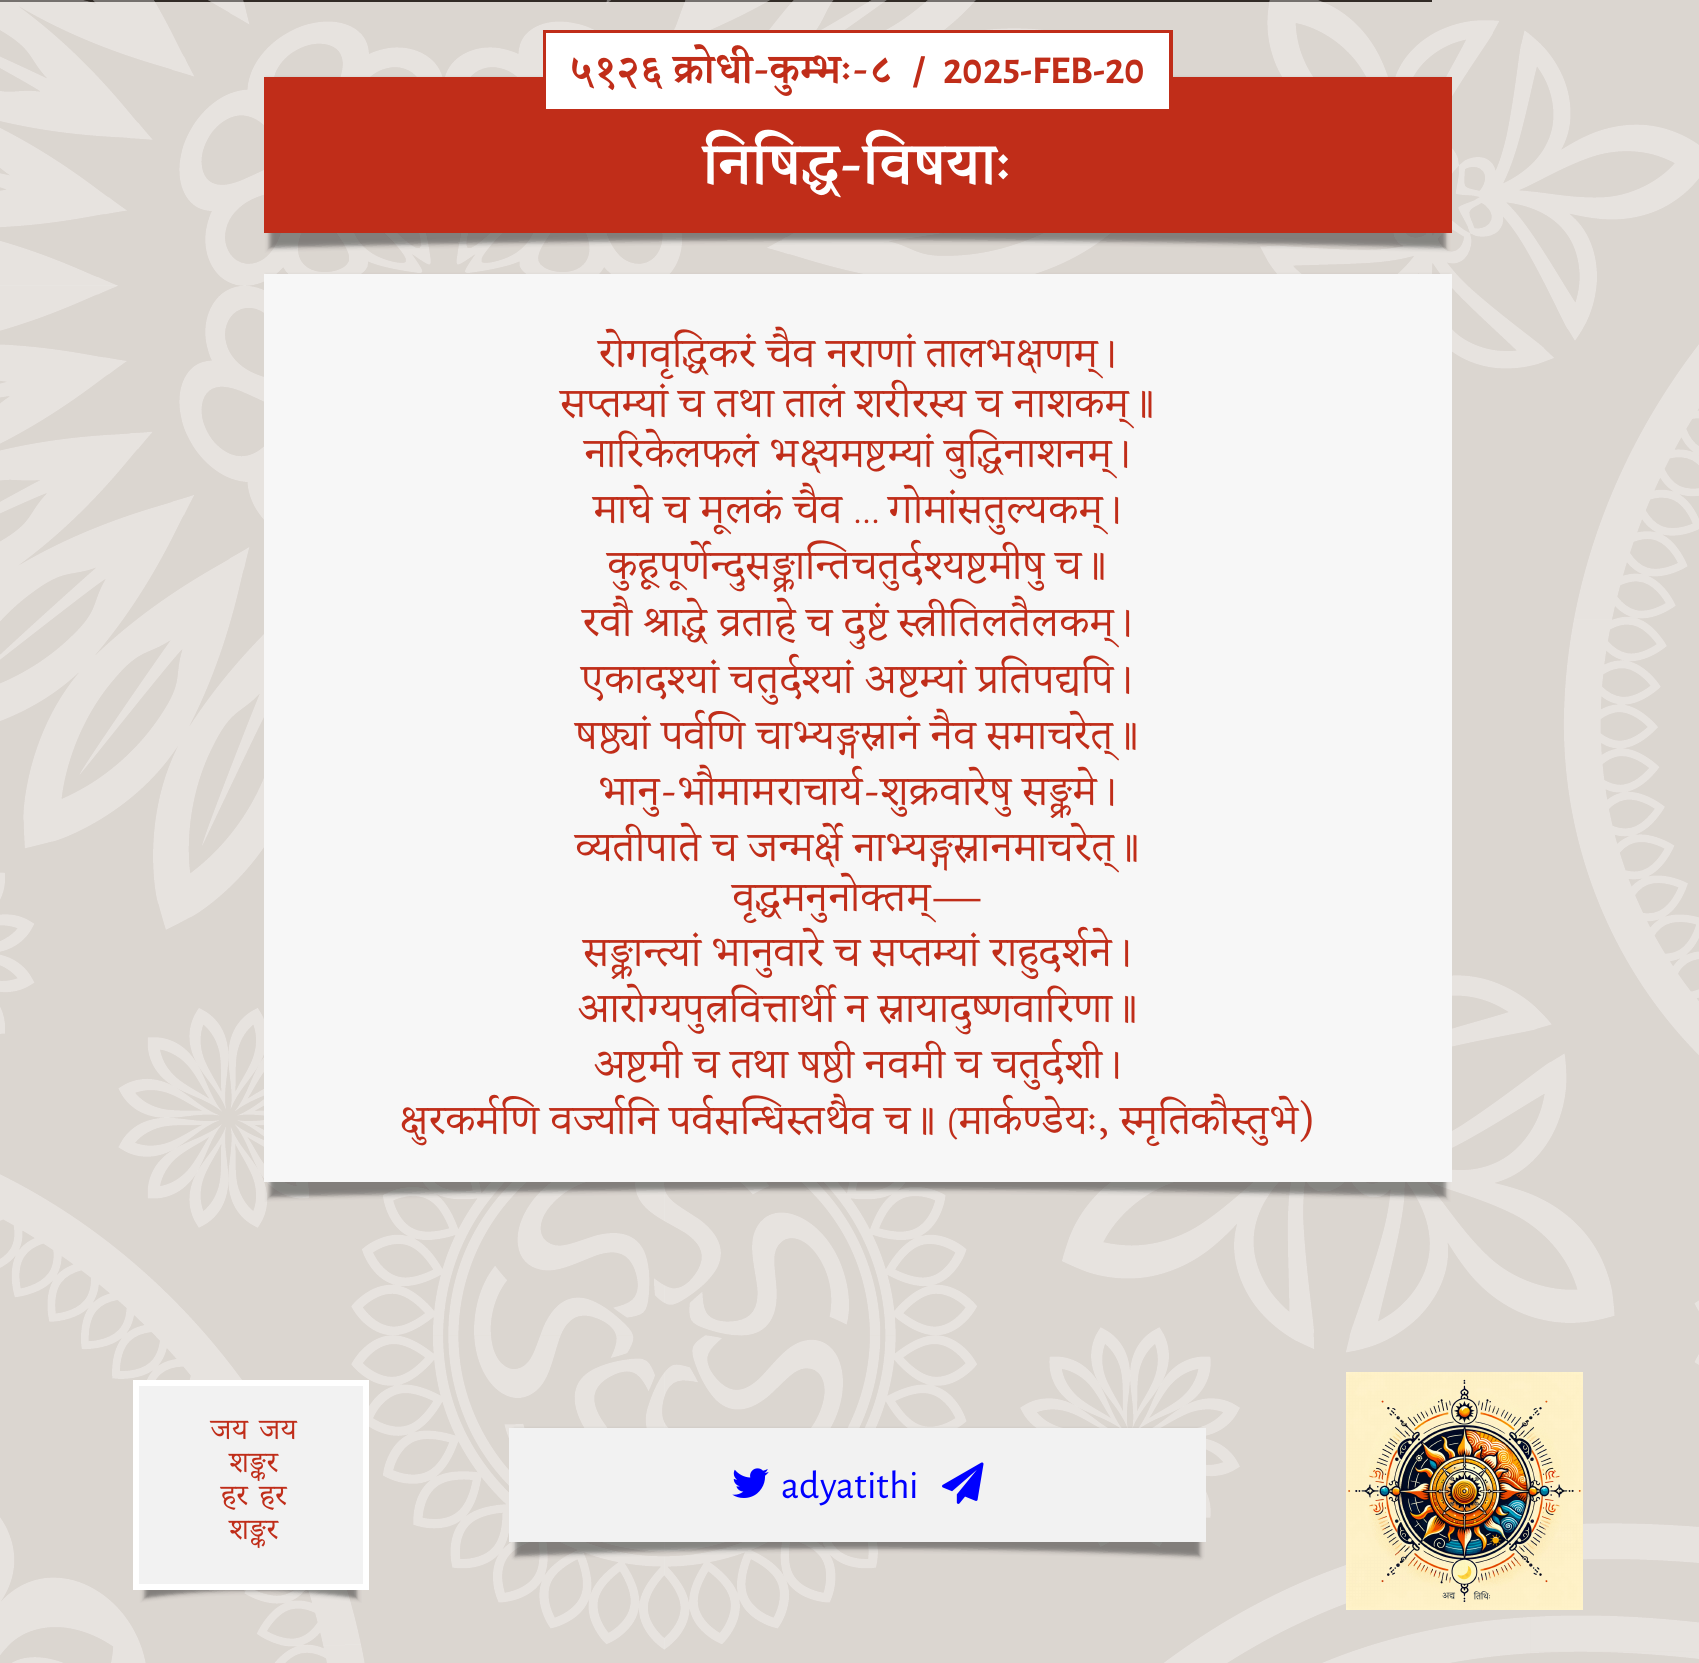 ५१२६ क्रोधी-कुम्भः-८ / 2025-FEB-20
निषिद्ध-विषयाः
रोगवृद्धिकरं चैव नराणां तालभक्षणम्।
सप्तम्यां च तथा तालं शरीरस्य च नाशकम्॥
नारिकेलफलं भक्ष्यमष्टम्यां बुद्धिनाशनम्।
माघे च मूलकं चैव … गोमांसतुल्यकम्।
कुहूपूर्णेन्दुसङ्क्रान्तिचतुर्दश्यष्टमीषु च॥
रवौ श्राद्धे व्रताहे च दुष्टं स्त्रीतिलतैलकम्।
एकादश्यां चतुर्दश्यां अष्टम्यां प्रतिपद्यपि।
षष्ठ्यां पर्वणि चाभ्यङ्गस्नानं नैव समाचरेत्॥
भानु-भौमामराचार्य-शुक्रवारेषु सङ्क्रमे।
व्यतीपाते च जन्मर्क्षे नाभ्यङ्गस्नानमाचरेत्॥
वृद्धमनुनोक्तम्—
सङ्क्रान्त्यां भानुवारे च सप्तम्यां राहुदर्शने।
आरोग्यपुत्रवित्तार्थी न स्नायादुष्णवारिणा॥
अष्टमी च तथा षष्ठी नवमी च चतुर्दशी।
क्षुरकर्मणि वर्ज्यानि पर्वसन्धिस्तथैव च॥ (मार्कण्डेयः, स्मृतिकौस्तुभे)
जय जय
शङ्कर
हर हर
शङ्कर
adyatithi
अद्य तिथिः